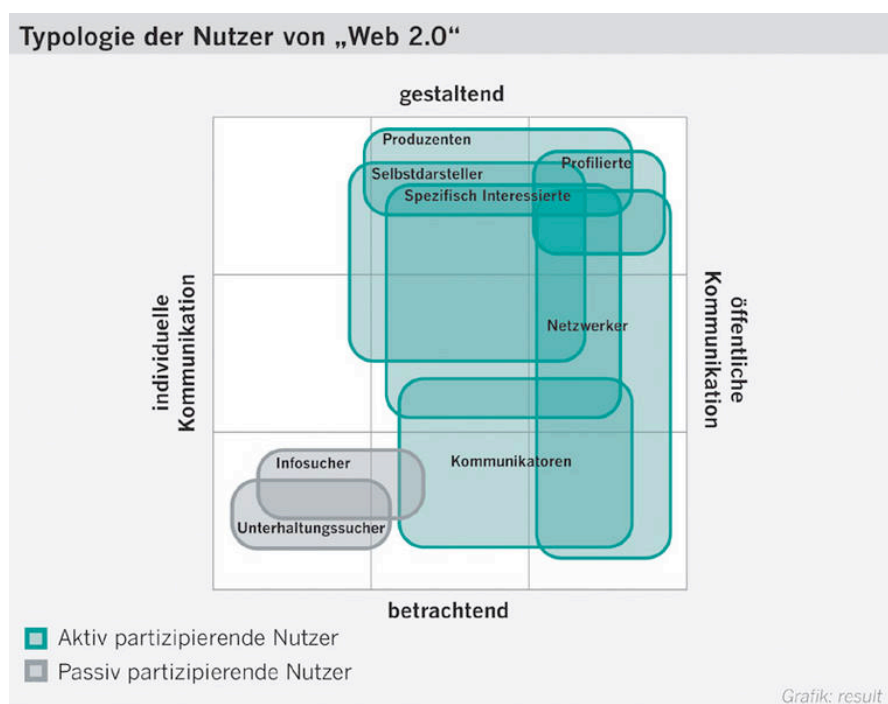 Typologie der Nutzer von „Web 2.0“
gestaltend
Produzenten
Profilierte
Selbstdarsteller
Spezifisch Interessierte
individuelle
Kommunikation
öffentliche
Kommunikation
Netzwerker
Infosucher
Kommunikatoren
Unterhaltungssucher
betrachtend
Aktiv partizipierende Nutzer
Passiv partizipierende Nutzer
Grafik: result